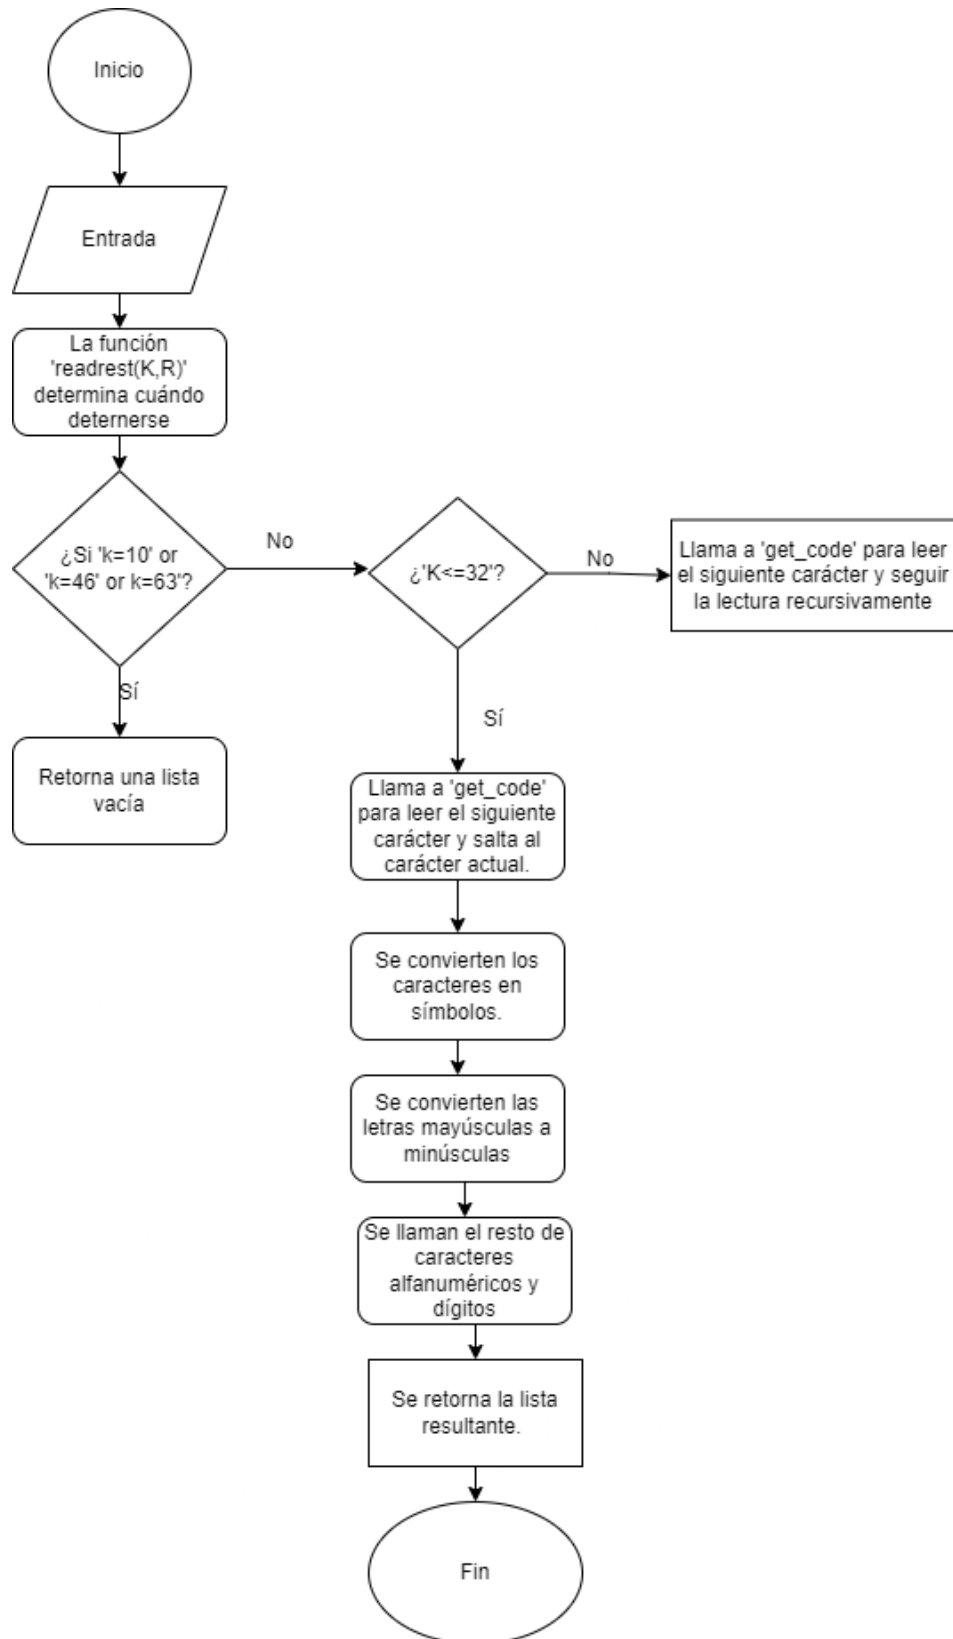 Inicio
Entrada
La función
'readrest(K,R)'
determina cuándo
deternerse
¿Si 'k=10' or
'k=46' or k=63'?
No
¿'K<=32'?
No
Llama a 'get_code' para leer
el siguiente carácter y seguir
la lectura recursivamente
Sí
Retorna una lista
vacía
Sí
Llama a 'get_code'
para leer el siguiente
carácter y salta al
carácter actual.
Se convierten los
caracteres en
símbolos.
Se convierten las
letras mayúsculas a
minúsculas
Se llaman el resto de
caracteres
alfanuméricos y
dígitos
Se retorna la lista
resultante.
Fin